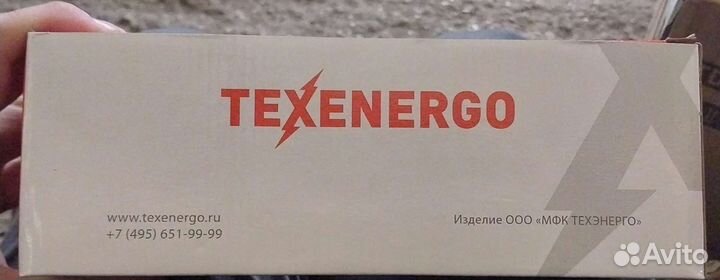 TEXENERGO
www.texenergo.ru
+7 (495) 651-99-99
Изделие ООО «МФК ТЕХЭНЕРГО»
Avito